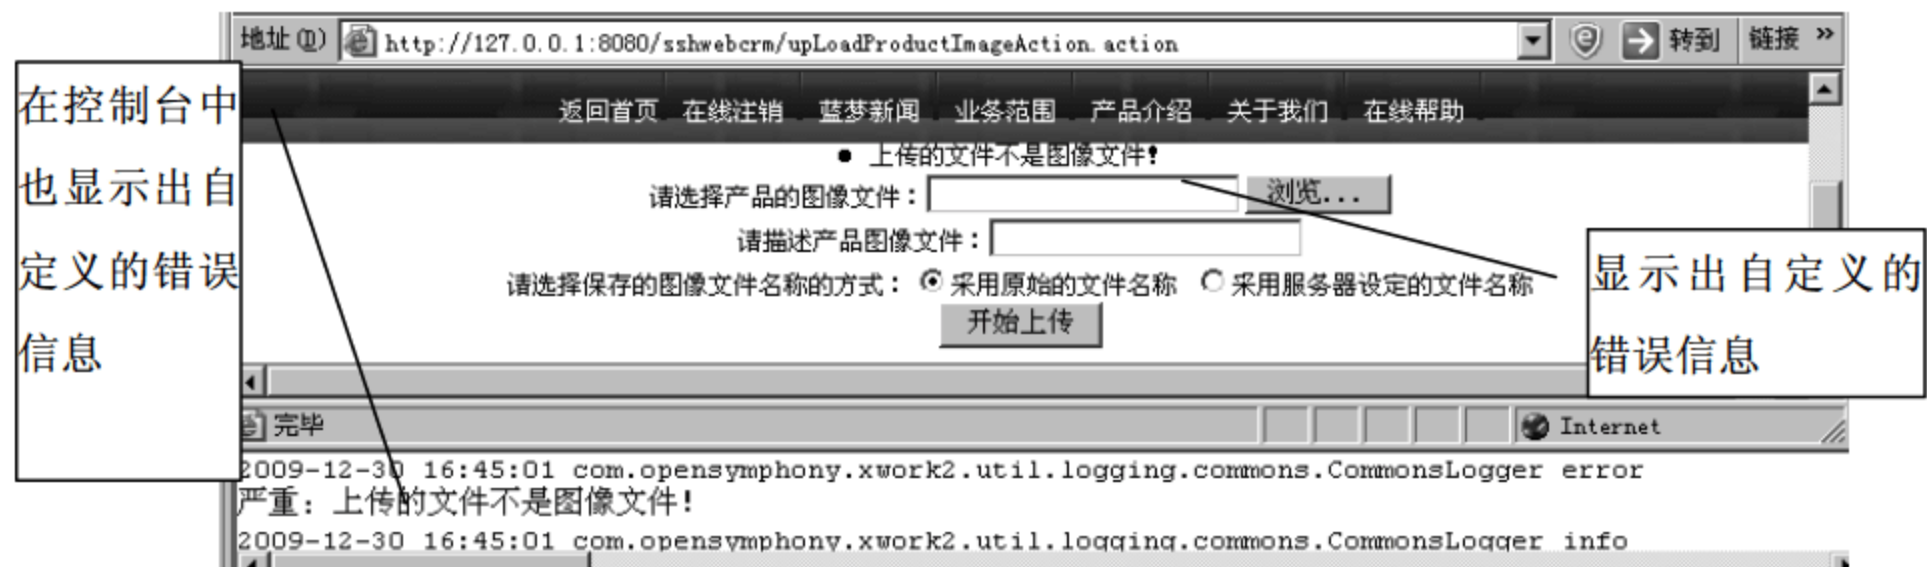 地址(D) http://127.0.0.1:8080/sshwebcrm/upLoadProductImageAction.action 转到 链接 »
返回首页 在线注销 蓝梦新闻 业务范围 产品介绍 关于我们 在线帮助
● 上传的文件不是图像文件!
请选择产品的图像文件： 浏览...
请描述产品图像文件：
请选择保存的图像文件名称的方式： 采用原始的文件名称 采用服务器设定的文件名称
开始上传
在控制台中
也显示出自
定义的错误
信息
显示出自定义的
错误信息
完毕 Internet
2009-12-30 16:45:01 com.opensymphony.xwork2.util.logging.commons.CommonsLogger error
严重: 上传的文件不是图像文件!
2009-12-30 16:45:01 com.opensymphony.xwork2.util.logging.commons.CommonsLogger info